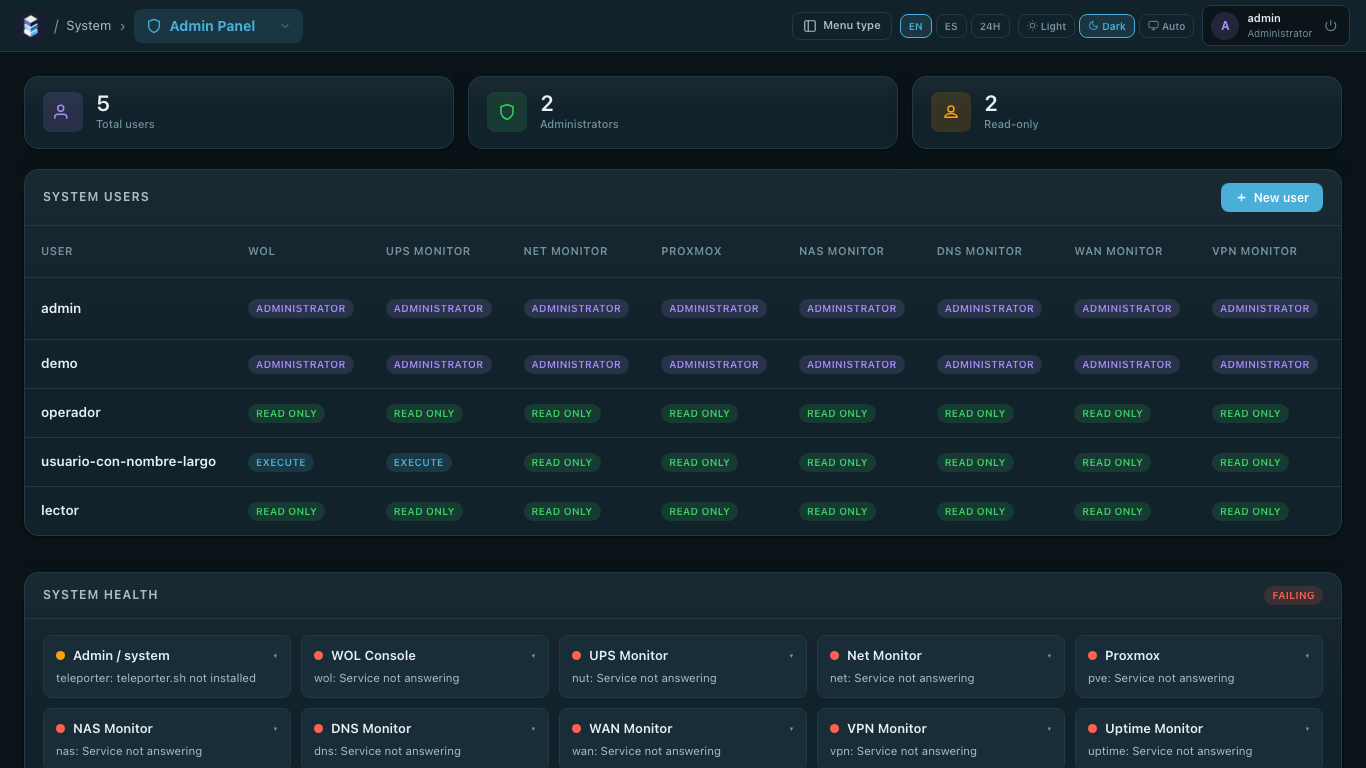 / System › Admin Panel Menu type EN ES 24H Light Dark Auto A admin Administrator
5 Total users
2 Administrators
2 Read-only
SYSTEM USERS + New user
USER WOL UPS MONITOR NET MONITOR PROXMOX NAS MONITOR DNS MONITOR WAN MONITOR VPN MONITOR
admin ADMINISTRATOR ADMINISTRATOR ADMINISTRATOR ADMINISTRATOR ADMINISTRATOR ADMINISTRATOR ADMINISTRATOR ADMINISTRATOR
demo ADMINISTRATOR ADMINISTRATOR ADMINISTRATOR ADMINISTRATOR ADMINISTRATOR ADMINISTRATOR ADMINISTRATOR ADMINISTRATOR
operador READ ONLY READ ONLY READ ONLY READ ONLY READ ONLY READ ONLY READ ONLY READ ONLY
usuario-con-nombre-largo EXECUTE EXECUTE READ ONLY READ ONLY READ ONLY READ ONLY READ ONLY READ ONLY
lector READ ONLY READ ONLY READ ONLY READ ONLY READ ONLY READ ONLY READ ONLY READ ONLY
SYSTEM HEALTH FAILING
Admin / system WOL Console UPS Monitor Net Monitor Proxmox
teleporter: teleporter.sh not installed wol: Service not answering nut: Service not answering net: Service not answering pve: Service not answering
NAS Monitor DNS Monitor WAN Monitor VPN Monitor Uptime Monitor
nas: Service not answering dns: Service not answering wan: Service not answering vpn: Service not answering uptime: Service not answering